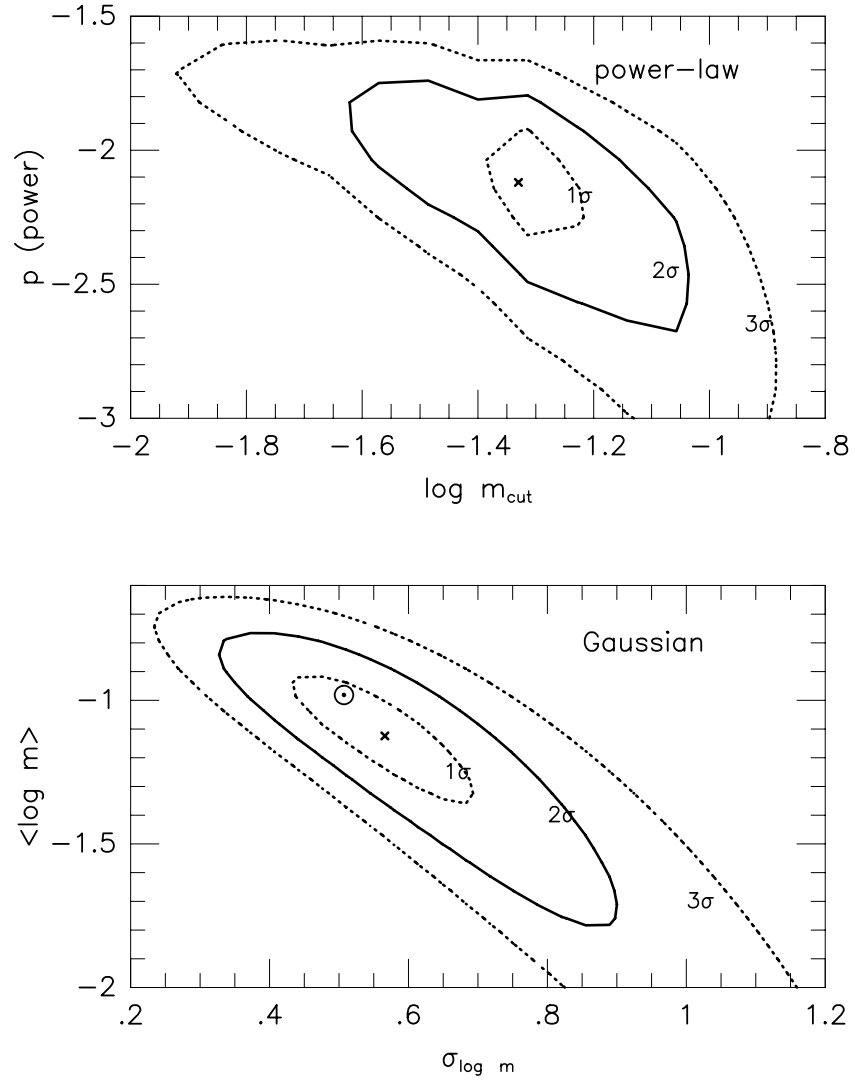 −1.5
power−law
−2
1σ
p (power)
2σ
−2.5
3σ
−3
−2 −1.8 −1.6 −1.4 −1.2 −1 −.8
log m_cut
Gaussian
−1
1σ
<log m>
2σ
−1.5
3σ
−2
.2 .4 .6 .8 1 1.2
σ_log m